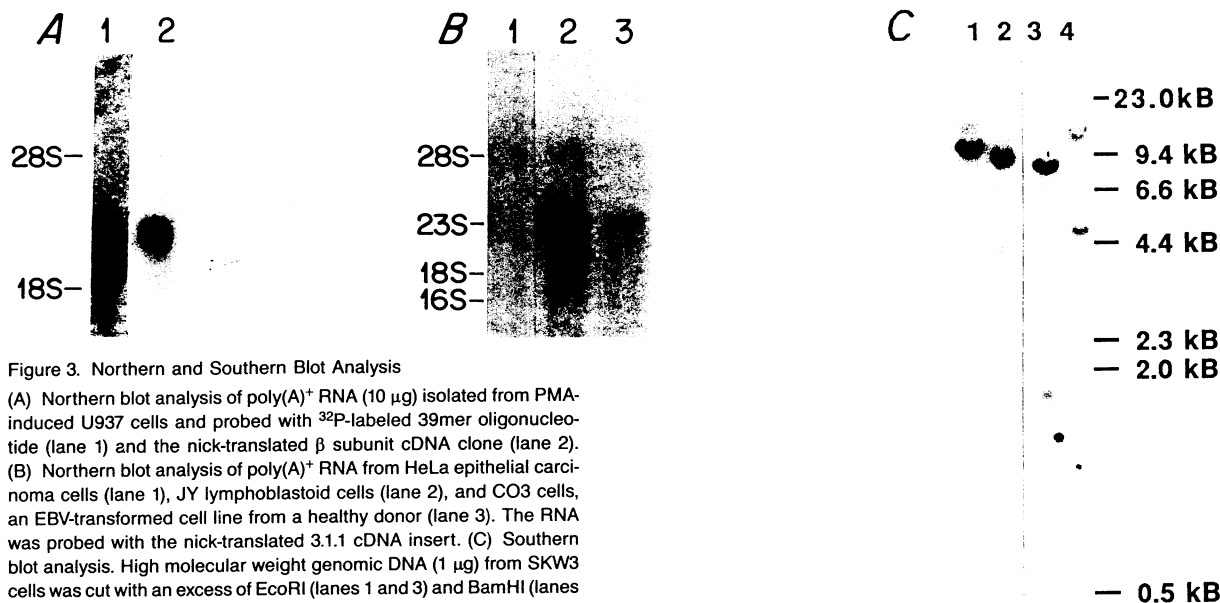 A 1 2
28S–
18S–
B 1 2 3
28S–
23S–
18S–
16S–
C 1 2 3 4
–23.0kB
— 9.4 kB
— 6.6 kB
— 4.4 kB
— 2.3 kB
— 2.0 kB
— 0.5 kB
Figure 3. Northern and Southern Blot Analysis
(A) Northern blot analysis of poly(A)⁺ RNA (10 μg) isolated from PMA-
induced U937 cells and probed with ³²P-labeled 39mer oligonucleo-
tide (lane 1) and the nick-translated β subunit cDNA clone (lane 2).
(B) Northern blot analysis of poly(A)⁺ RNA from HeLa epithelial carci-
noma cells (lane 1), JY lymphoblastoid cells (lane 2), and CO3 cells,
an EBV-transformed cell line from a healthy donor (lane 3). The RNA
was probed with the nick-translated 3.1.1 cDNA insert. (C) Southern
blot analysis. High molecular weight genomic DNA (1 μg) from SKW3
cells was cut with an excess of EcoRI (lanes 1 and 3) and BamHI (lanes